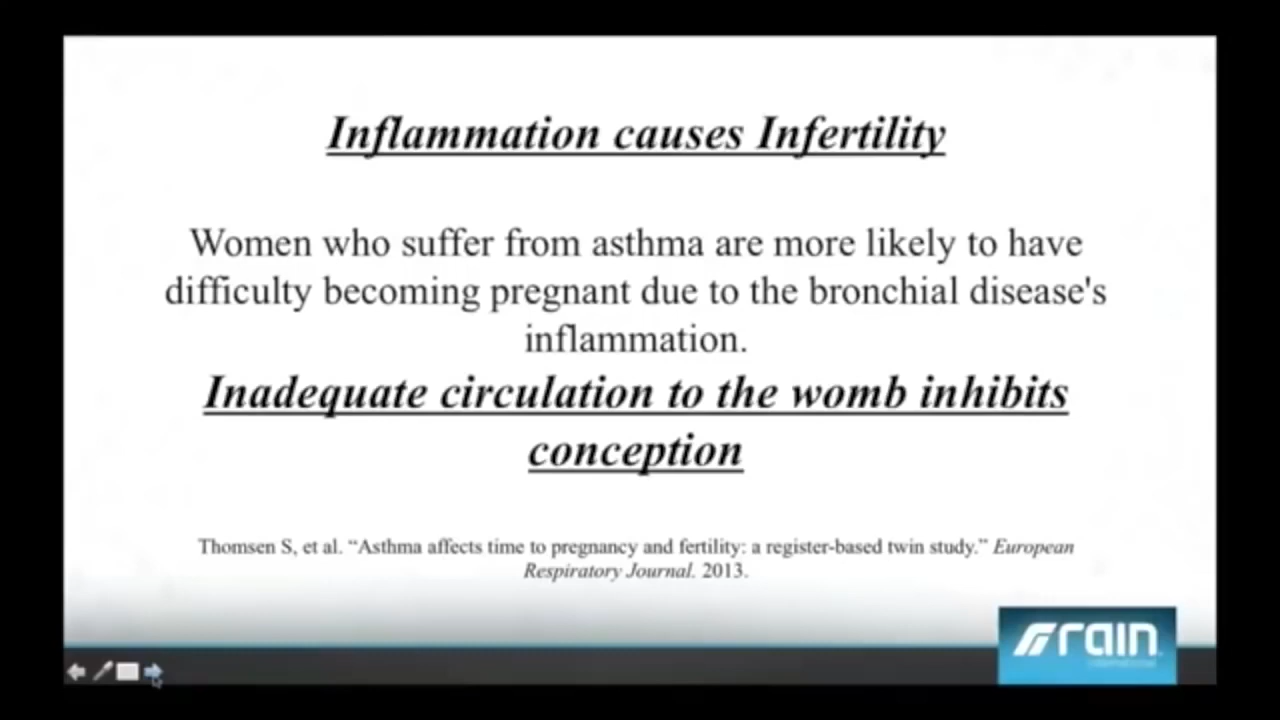 Inflammation causes Infertility
Women who suffer from asthma are more likely to have
difficulty becoming pregnant due to the bronchial disease's
inflammation.
Inadequate circulation to the womb inhibits
conception
Thomsen S, et al. “Asthma affects time to pregnancy and fertility: a register-based twin study.” European
Respiratory Journal. 2013.
rain
international